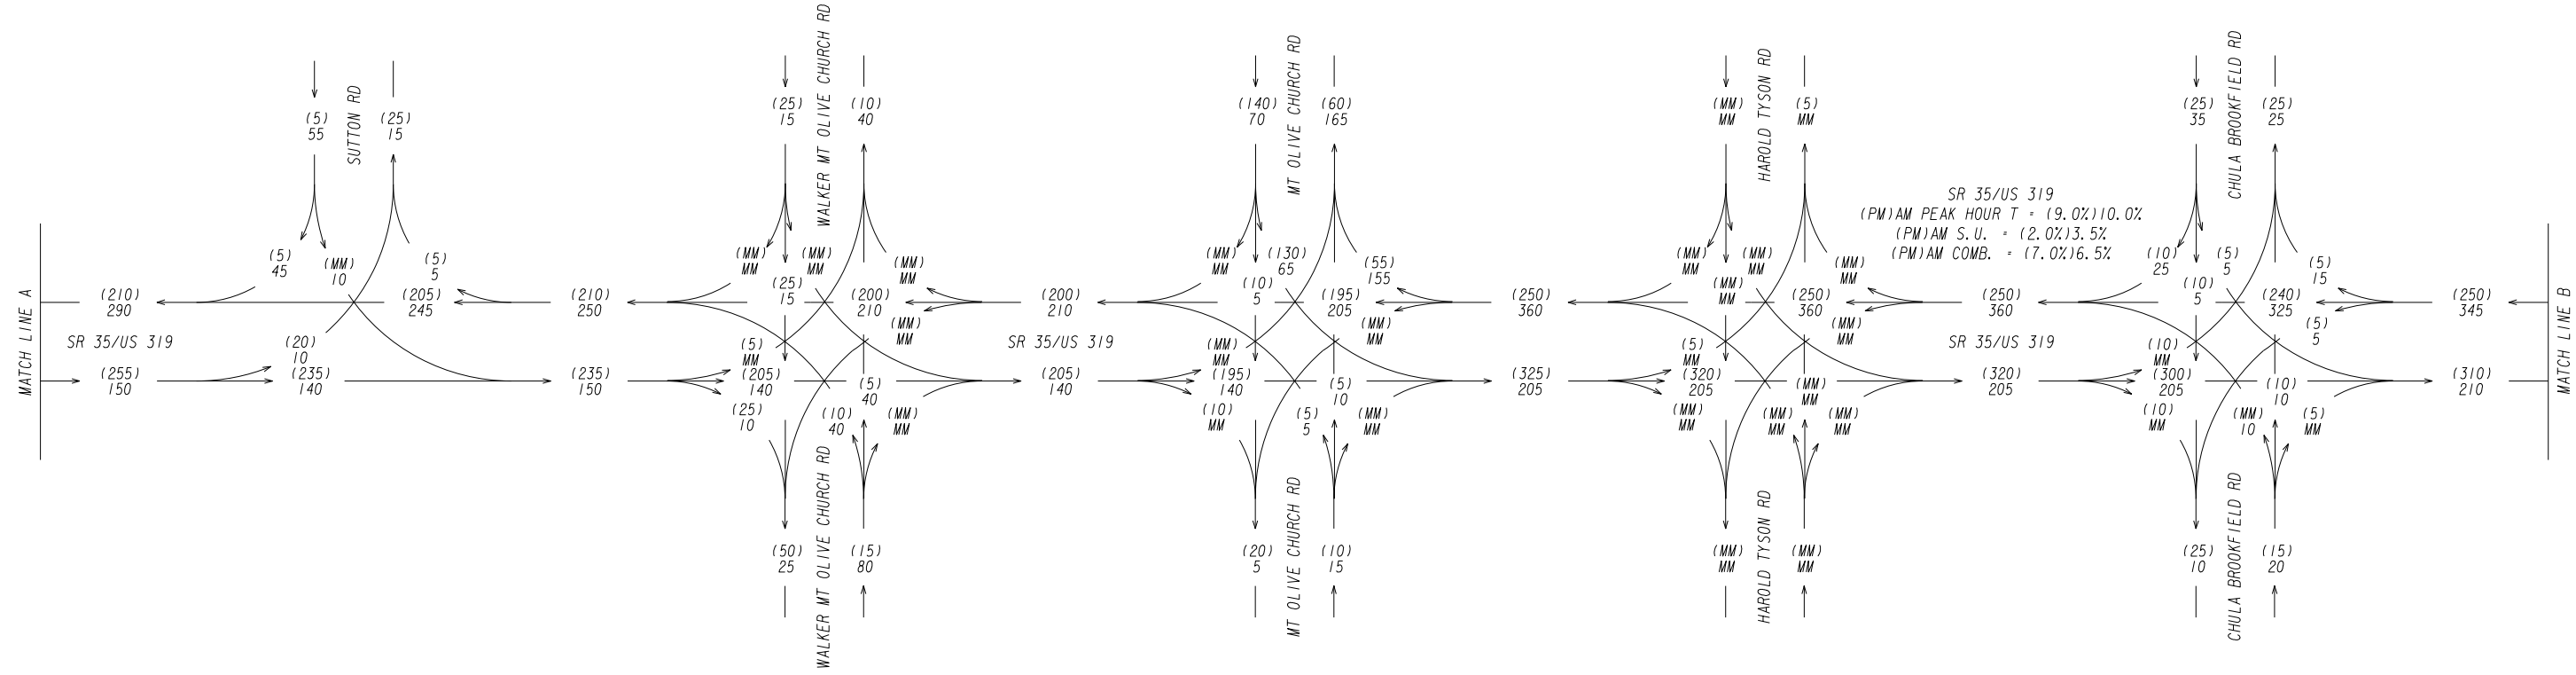 MATCH LINE A
(210)
290
SR 35/US 319
(255)
150
(5)
55
SUTTON RD
(25)
15
(5)
45
(MM)
10
(5)
5
(205)
245
(20)
10
(235)
140
(210)
250
(235)
150
(25)
15
WALKER MT OLIVE CHURCH RD
(10)
40
(MM)
MM
(25)
15
(MM)
MM
(MM)
MM
(200)
210
(MM)
MM
(5)
MM
(205)
140
(25)
10
(5)
40
(10)
40
(MM)
MM
(50)
25
WALKER MT OLIVE CHURCH RD
(15)
80
(200)
210
SR 35/US 319
(205)
140
(140)
70
MT OLIVE CHURCH RD
(60)
165
(MM)
MM
(10)
5
(130)
65
(55)
155
(195)
205
(MM)
MM
(MM)
MM
(195)
140
(10)
MM
(5)
10
(5)
5
(MM)
MM
(20)
5
MT OLIVE CHURCH RD
(10)
15
(250)
360
(325)
205
(MM)
MM
HAROLD TYSON RD
(5)
MM
(MM)
MM
(MM)
MM
(MM)
MM
(MM)
MM
(250)
360
(MM)
MM
(5)
MM
(320)
205
(MM)
MM
(MM)
MM
(MM)
MM
(MM)
MM
(MM)
MM
HAROLD TYSON RD
(MM)
MM
SR 35/US 319
(PM)AM PEAK HOUR T = (9.0%)10.0%
(PM)AM S.U. = (2.0%)3.5%
(PM)AM COMB. = (7.0%)6.5%
(250)
360
SR 35/US 319
(320)
205
(25)
35
CHULA BROOKFIELD RD
(25)
25
(10)
25
(10)
5
(5)
5
(5)
15
(240)
325
(5)
5
(10)
MM
(300)
205
(10)
MM
(10)
10
(MM)
10
(5)
MM
(25)
10
CHULA BROOKFIELD RD
(15)
20
(250)
345
(310)
210
MATCH LINE B